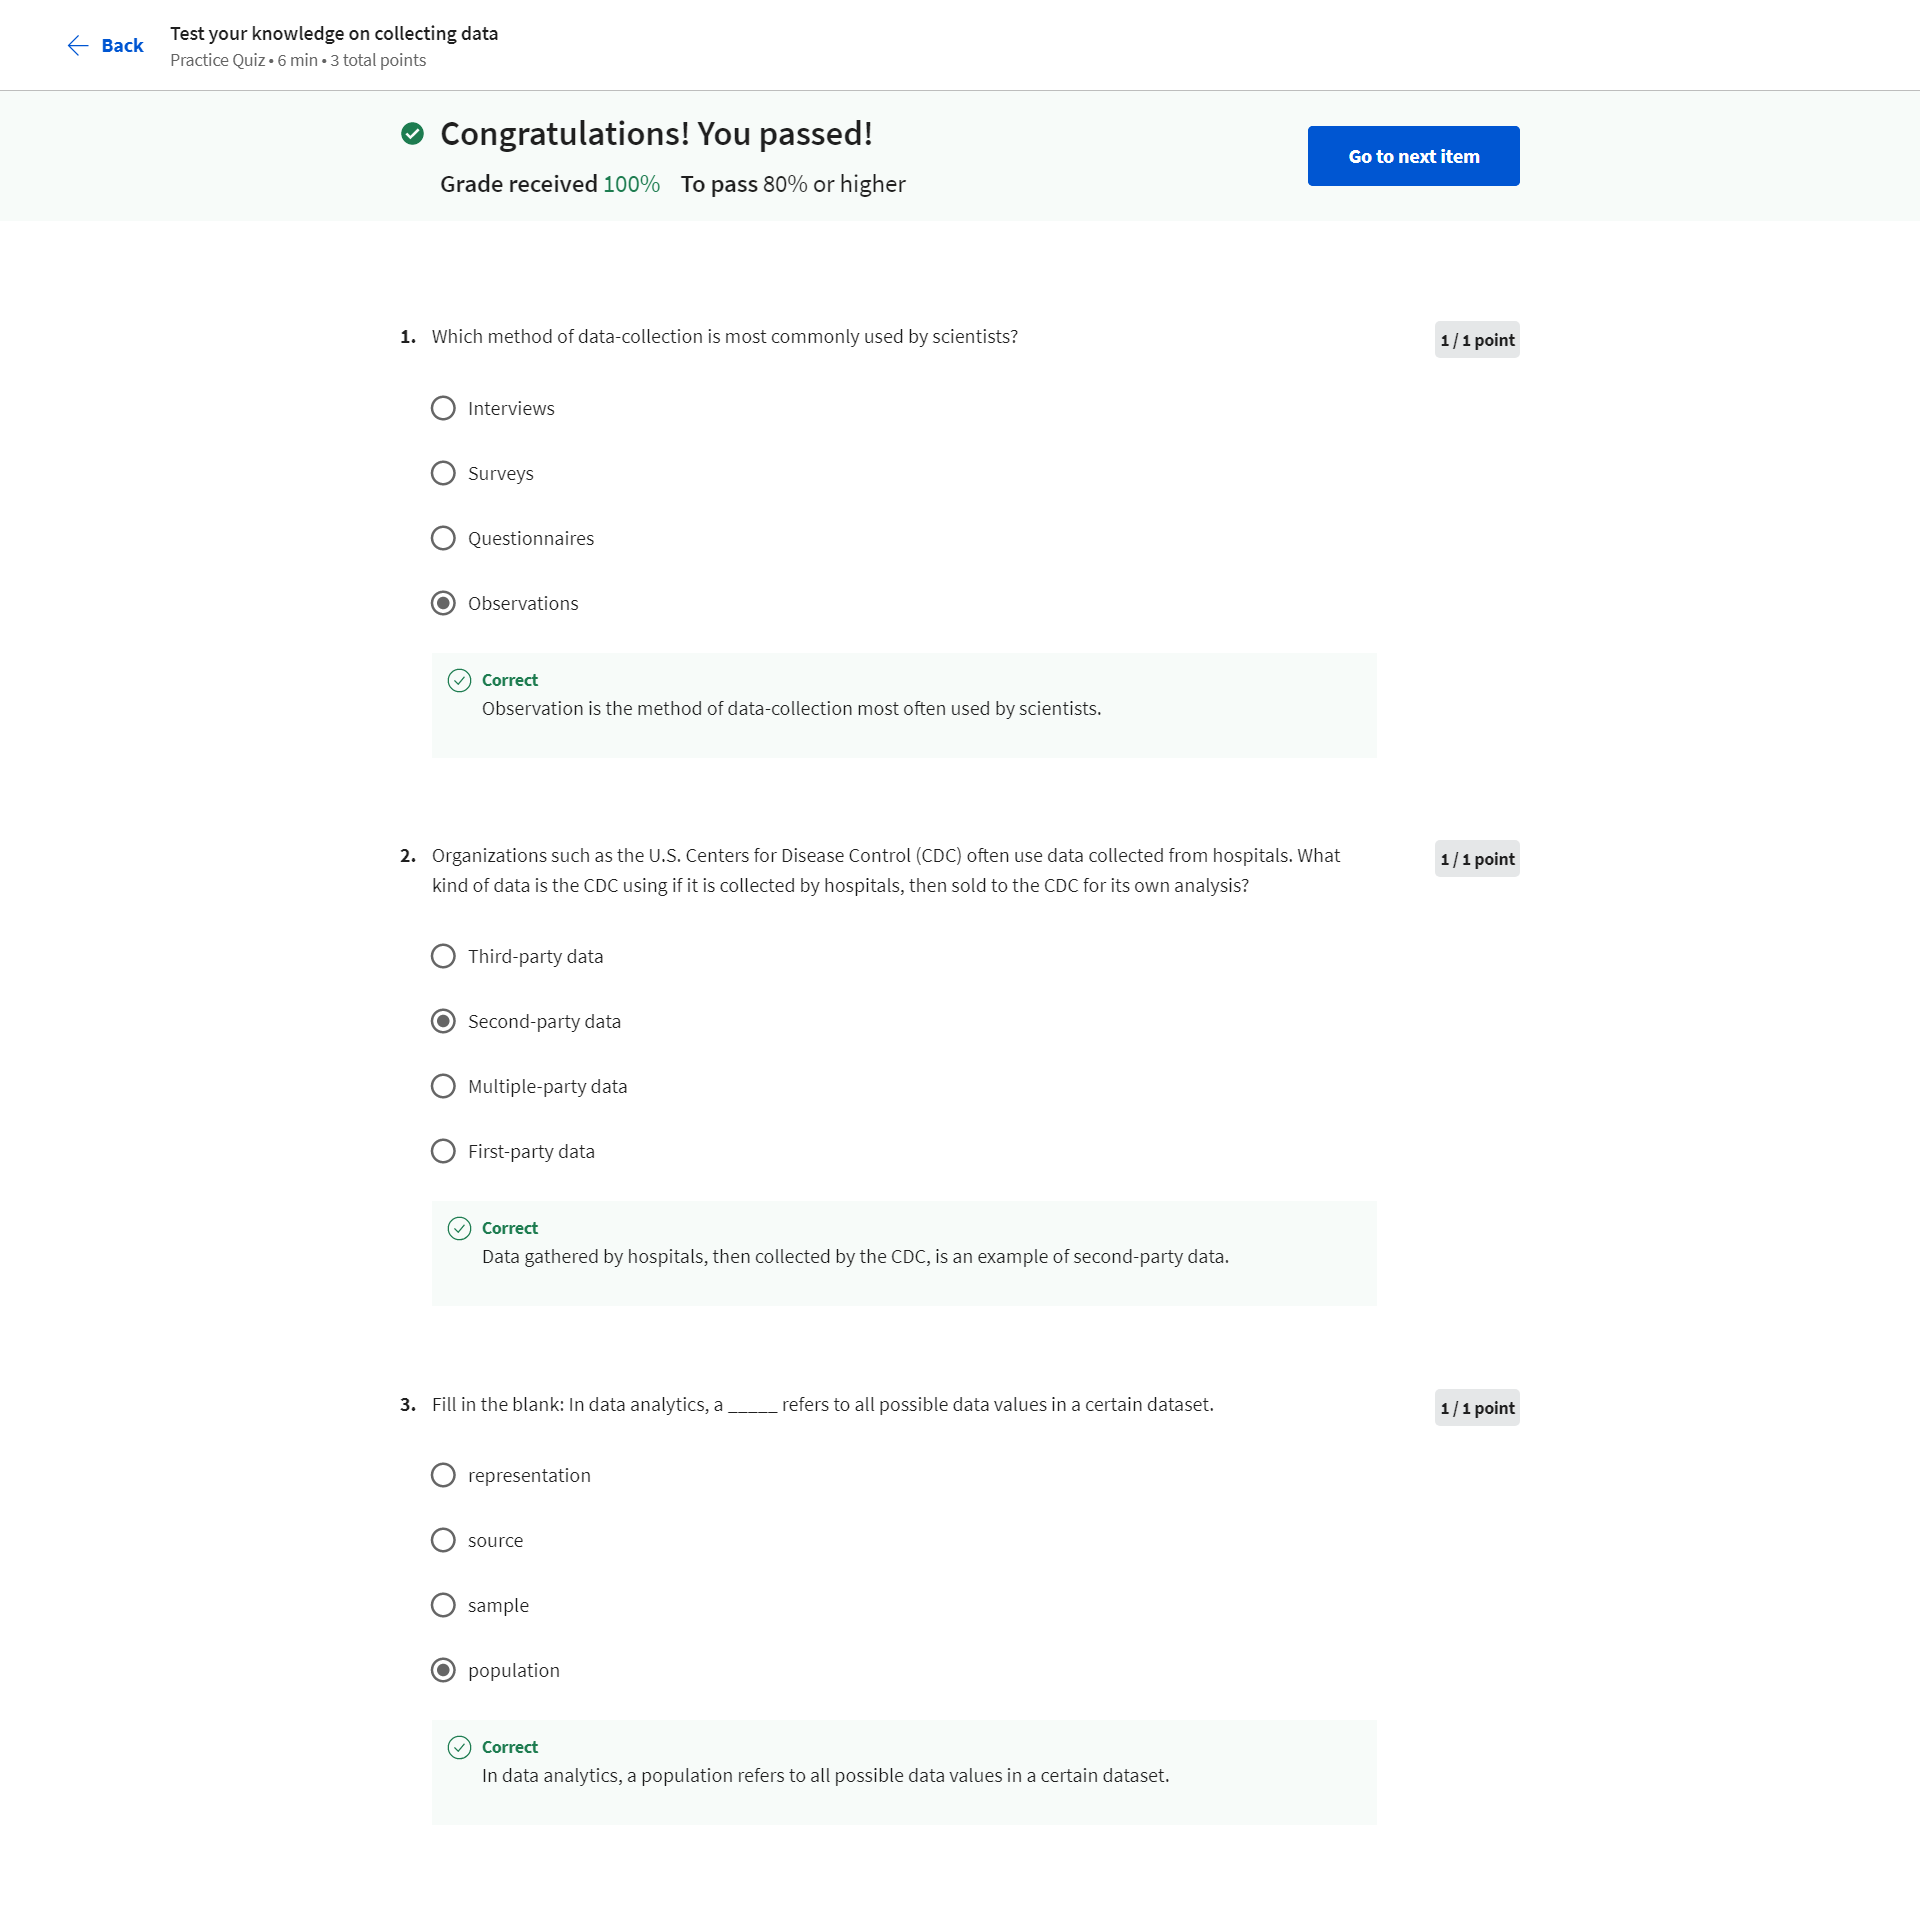 Back
Test your knowledge on collecting data
Practice Quiz • 6 min • 3 total points
Congratulations! You passed!
Grade received 100% To pass 80% or higher
Go to next item
1. Which method of data-collection is most commonly used by scientists?
1 / 1 point
Interviews
Surveys
Questionnaires
Observations
Correct
Observation is the method of data-collection most often used by scientists.
2. Organizations such as the U.S. Centers for Disease Control (CDC) often use data collected from hospitals. What
kind of data is the CDC using if it is collected by hospitals, then sold to the CDC for its own analysis?
1 / 1 point
Third-party data
Second-party data
Multiple-party data
First-party data
Correct
Data gathered by hospitals, then collected by the CDC, is an example of second-party data.
3. Fill in the blank: In data analytics, a _____ refers to all possible data values in a certain dataset.
1 / 1 point
representation
source
sample
population
Correct
In data analytics, a population refers to all possible data values in a certain dataset.